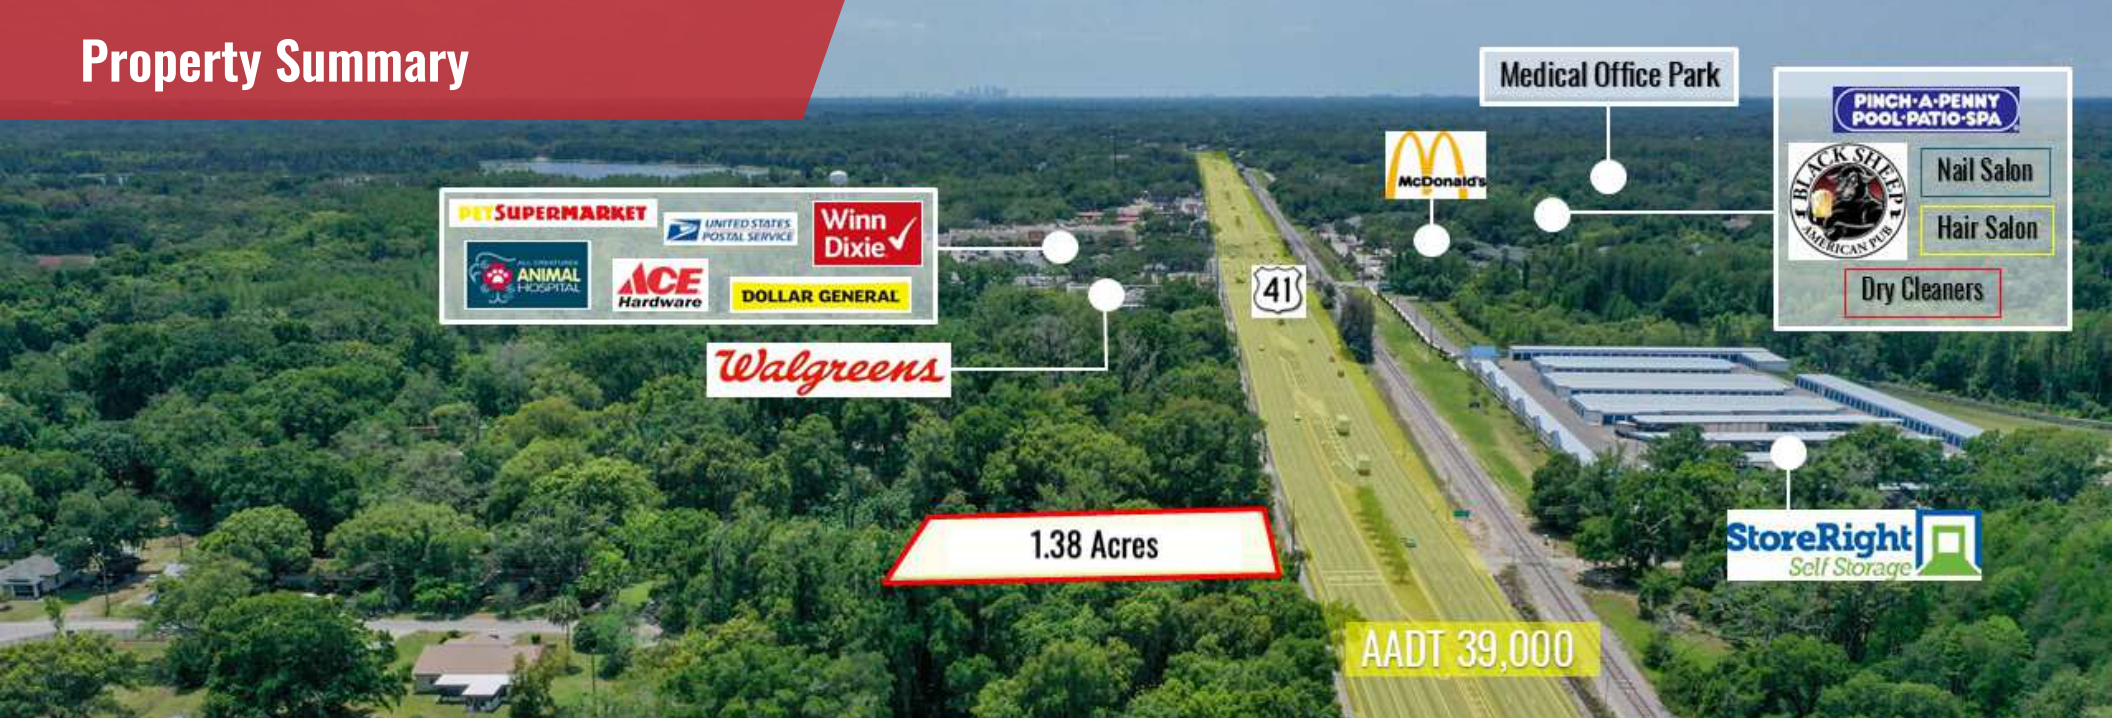 Property Summary
Medical Office Park
PINCH·A·PENNY
POOL·PATIO·SPA
McDonald's
BLACK SHEEP
AMERICAN PUB
Nail Salon
Hair Salon
Dry Cleaners
PETSUPERMARKET
UNITED STATES
POSTAL SERVICE
Winn
Dixie
ALL CREATURES
ANIMAL
HOSPITAL
ACE
Hardware
DOLLAR GENERAL
41
Walgreens
1.38 Acres
StoreRight
Self Storage
AADT 39,000